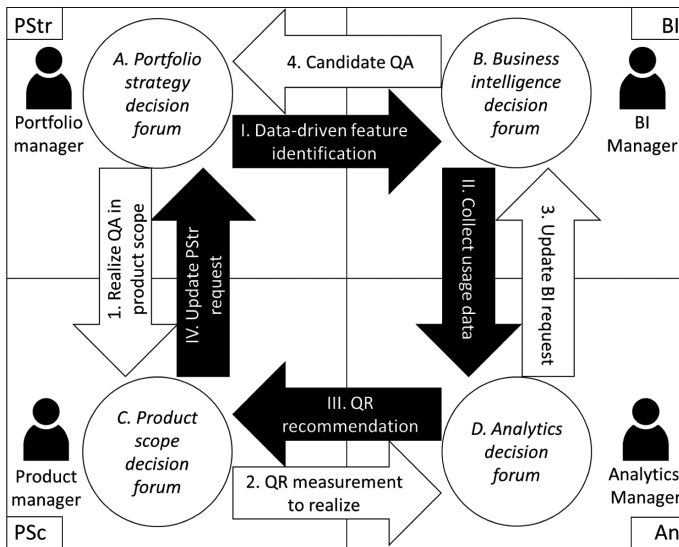 PStr
BI
A. Portfolio
strategy
decision
forum
4. Candidate QA
B. Business
intelligence
decision
forum
Portfolio
manager
BI
Manager
I. Data-driven feature
identification
1. Realize QA in
product scope
IV. Update PStr
request
II. Collect usage
data
3. Update BI request
C. Product
scope
decision
forum
III. QR
recommendation
D. Analytics
decision
forum
Product
manager
2. QR measurement
to realize
Analytics
Manager
PSc
An